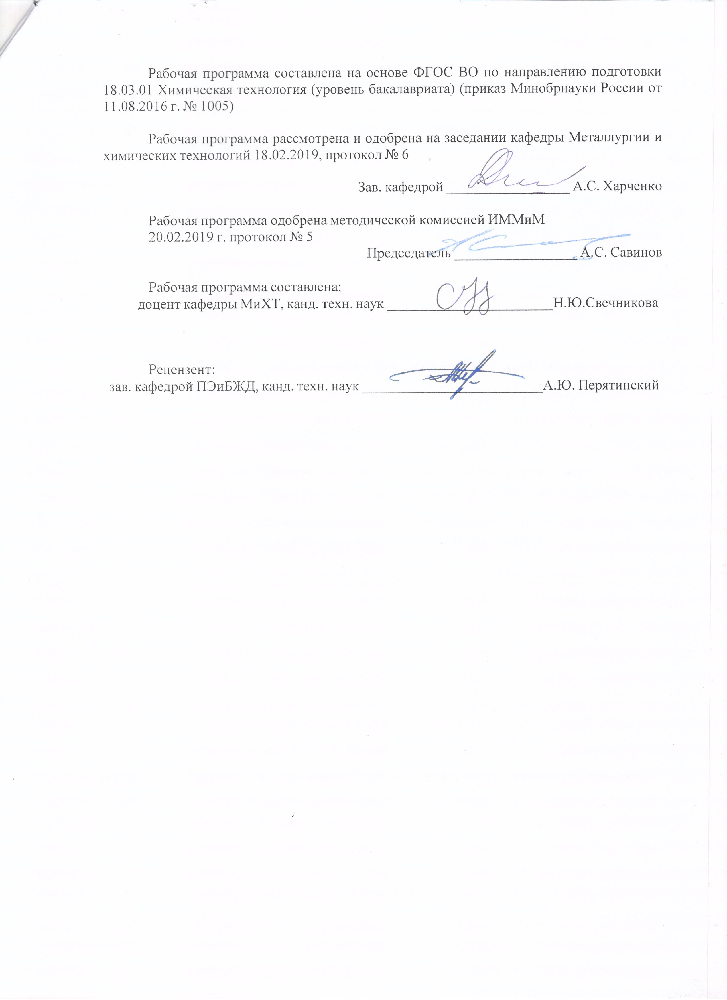 Рабочая программа составлена на основе ФГОС ВО по направлению подготовки
18.03.01 Химическая технология (уровень бакалавриата) (приказ Минобрнауки России от
11.08.2016 г. № 1005)
Рабочая программа рассмотрена и одобрена на заседании кафедры Металлургии и
химических технологий 18.02.2019, протокол № 6
Зав. кафедрой ________________ А.С. Харченко
Рабочая программа одобрена методической комиссией ИММиМ
20.02.2019 г. протокол № 5
Председатель ________________ А.С. Савинов
Рабочая программа составлена:
доцент кафедры МиХТ, канд. техн. наук ______________________Н.Ю.Свечникова
Рецензент:
зав. кафедрой ПЭиБЖД, канд. техн. наук ________________________А.Ю. Перятинский